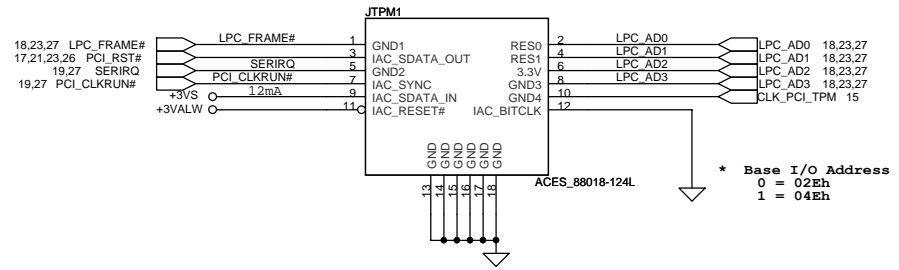 JTPM1
18,23,27 LPC_FRAME# LPC_FRAME# 1 GND1 RES0 2 LPC_AD0 LPC_AD0 18,23,27
17,21,23,26 PCI_RST# 3 IAC_SDATA_OUT RES1 4 LPC_AD1 LPC_AD1 18,23,27
19,27 SERIRQ SERIRQ 5 GND2 3.3V 6 LPC_AD2 LPC_AD2 18,23,27
19,27 PCI_CLKRUN# PCI_CLKRUN# 7 IAC_SYNC GND3 8 LPC_AD3 LPC_AD3 18,23,27
+3VS 12mA 9 IAC_SDATA_IN GND4 10 CLK_PCI_TPM 15
+3VALW 11 IAC_RESET# IAC_BITCLK 12
GND GND GND GND GND GND
13 14 15 16 17 18
ACES_88018-124L
* Base I/O Address
0 = 02Eh
1 = 04Eh